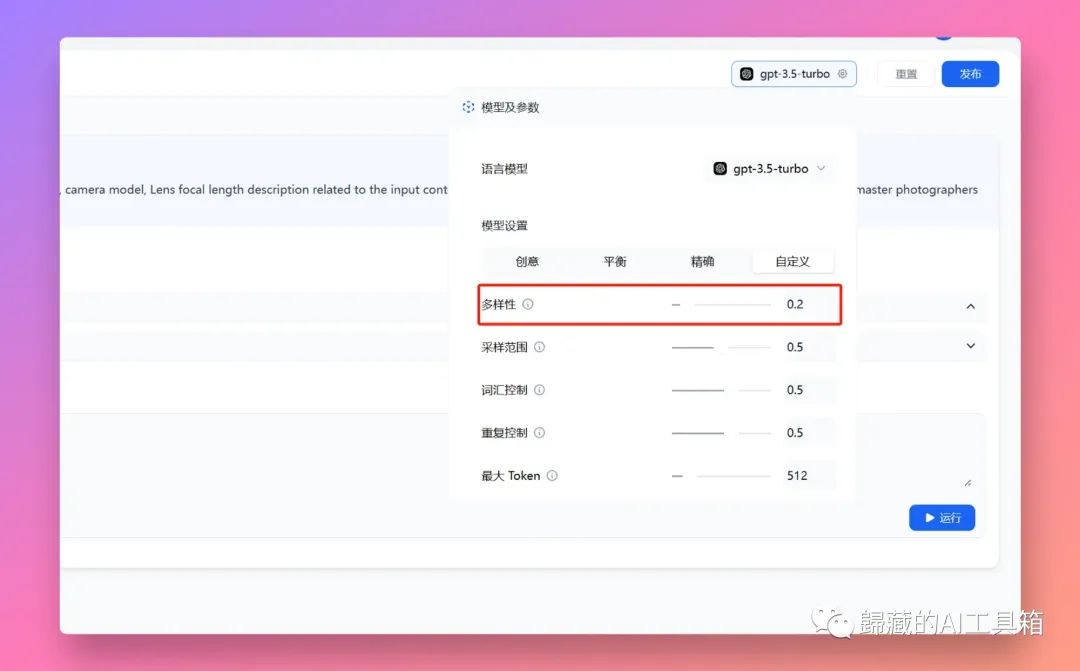 gpt-3.5-turbo
重置
发布
模型及参数
语言模型
gpt-3.5-turbo
, camera model, Lens focal length description related to the input cont
master photographers
模型设置
创意
平衡
精确
自定义
多样性
0.2
采样范围
0.5
词汇控制
0.5
重复控制
0.5
最大 Token
512
运行
歸藏的AI工具箱